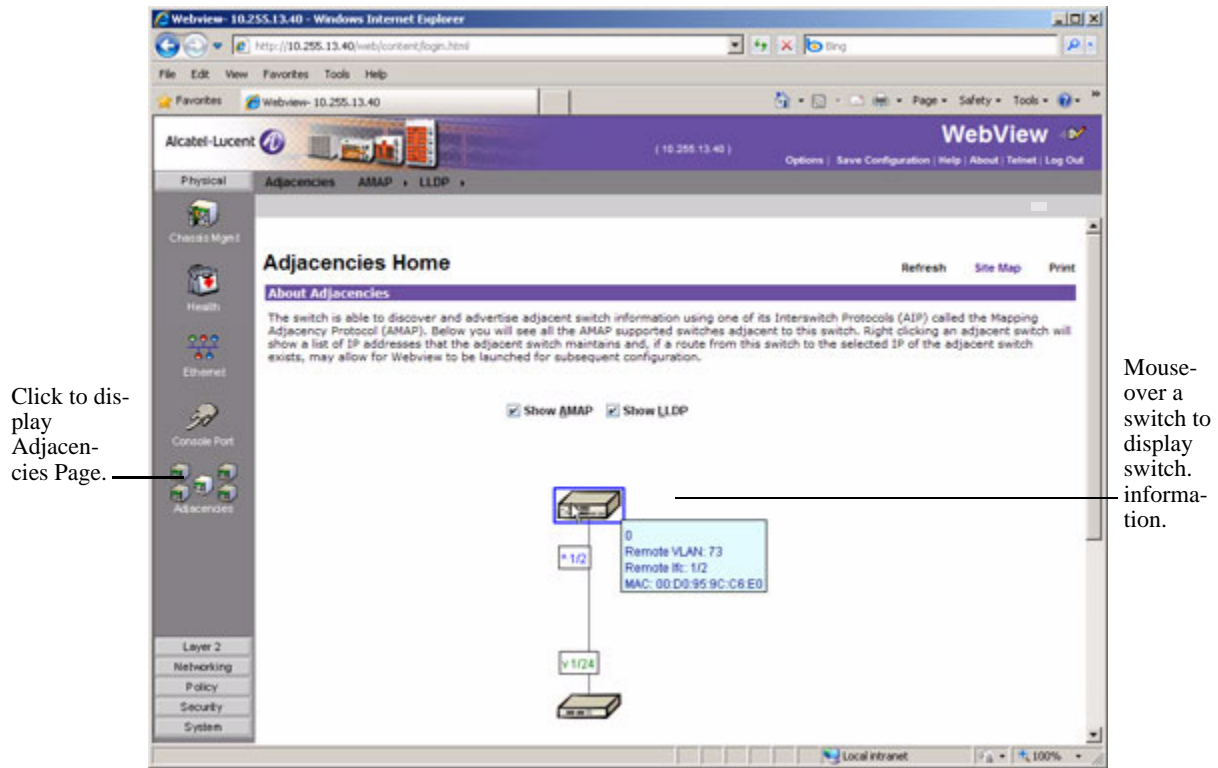 Webview- 10.255.13.40 - Windows Internet Explorer
http://10.255.13.40/web/content/login.html
Bing
File Edit View Favorites Tools Help
Favorites Webview- 10.255.13.40 Page Safety Tools
Alcatel-Lucent ( 10.255.13.40 ) WebView
Options | Save Configuration | Help | About | Telnet | Log Out
Physical Adjacencies AMAP LLDP
Chassis Mgmt
Adjacencies Home
Refresh Site Map Print
Health
About Adjacencies
The switch is able to discover and advertise adjacent switch information using one of its Interswitch Protocols (AIP) called the Mapping
Adjacency Protocol (AMAP). Below you will see all the AMAP supported switches adjacent to this switch. Right clicking an adjacent switch will
show a list of IP addresses that the adjacent switch maintains and, if a route from this switch to the selected IP of the adjacent switch
exists, may allow for Webview to be launched for subsequent configuration.
Ethernet
Show AMAP Show LLDP
Console Port
Click to dis-
play
Adjacen-
cies Page.
Adjacencies
Mouse-
over a
switch to
display
switch.
informa-
tion.
0
Remote VLAN: 73
Remote Ifc: 1/2
MAC: 00:D0:95:9C:C6:E0
^ 1/2
v 1/24
Layer 2
Networking
Policy
Security
System
Local intranet 100%